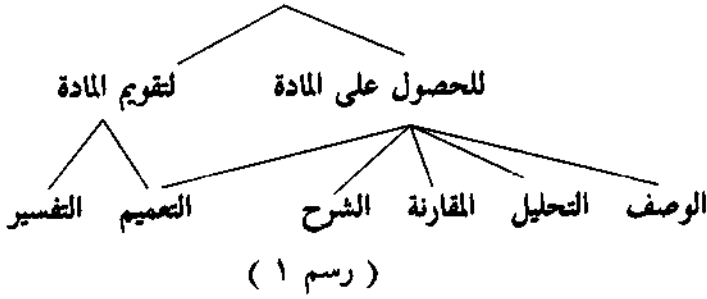 للحصول على المادة لتقويم المادة
الوصف التحليل المقارنة الشرح التعميم التفسير
( رسم ١ )